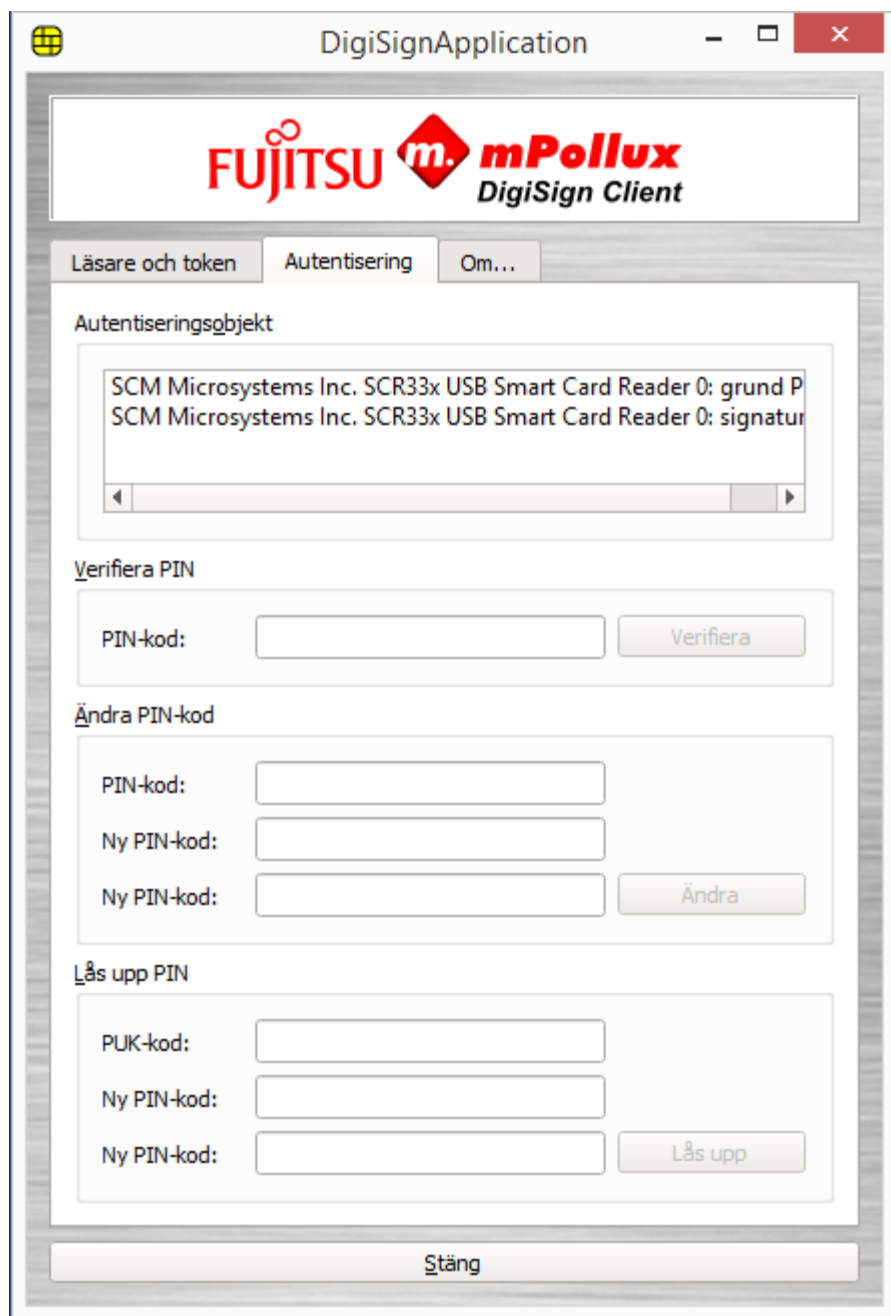 DigiSignApplication
FUJITSU m. mPollux
DigiSign Client
Läsare och token Autentisering Om...
Autentiseringsobjekt
SCM Microsystems Inc. SCR33x USB Smart Card Reader 0: grund P
SCM Microsystems Inc. SCR33x USB Smart Card Reader 0: signatur
Verifiera PIN
PIN-kod: Verifiera
Ändra PIN-kod
PIN-kod:
Ny PIN-kod:
Ny PIN-kod: Ändra
Lås upp PIN
PUK-kod:
Ny PIN-kod:
Ny PIN-kod: Lås upp
Stäng